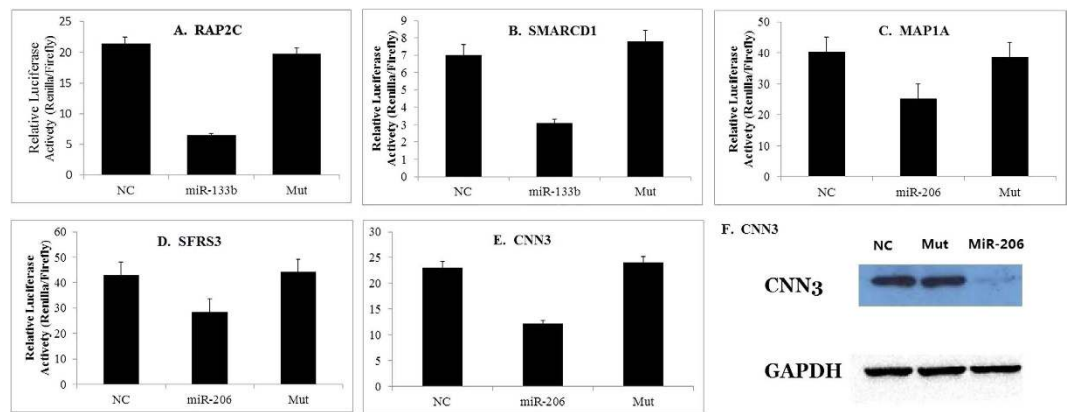 A. RAP2C
Relative Luciferase
Activety (Renilla/Firefly)
25
20
15
10
5
0
NC miR-133b Mut
B. SMARCD1
Relative Luciferase
Activety (Renilla/Firefly)
9
8
7
6
5
4
3
2
1
0
NC miR-133b Mut
C. MAP1A
Relative Luciferase
Activety (Renilla/Firefly)
50
40
30
20
10
0
NC miR-206 Mut
D. SFRS3
Relative Luciferase
Activety (Renilla/Firefly)
60
50
40
30
20
10
0
NC miR-206 Mut
E. CNN3
30
25
20
15
10
5
0
NC miR-206 Mut
F. CNN3
NC Mut MiR-206
CNN3
GAPDH